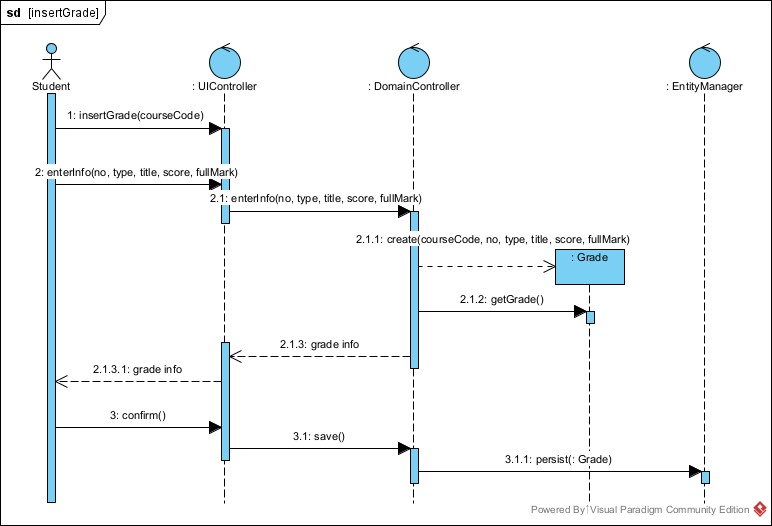 sd [insertGrade]
Student
: UIController
: DomainController
: EntityManager
1: insertGrade(courseCode)
2: enterInfo(no, type, title, score, fullMark)
2.1: enterInfo(no, type, title, score, fullMark)
2.1.1: create(courseCode, no, type, title, score, fullMark)
: Grade
2.1.2: getGrade()
2.1.3: grade info
2.1.3.1: grade info
3: confirm()
3.1: save()
3.1.1: persist(: Grade)
Powered By Visual Paradigm Community Edition